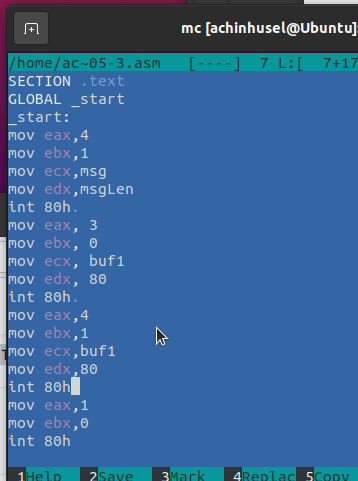 mc [achinhusel@Ubuntu]
/home/ac~05-3.asm   [----]  7 L:[  7+17
SECTION .text
GLOBAL _start
_start:
mov eax,4
mov ebx,1
mov ecx,msg
mov edx,msgLen
int 80h.
mov eax, 3
mov ebx, 0
mov ecx, buf1
mov edx, 80
int 80h.
mov eax,4
mov ebx,1
mov ecx,buf1
mov edx,80
int 80h
mov eax,1
mov ebx,0
int 80h
1Help  2Save  3Mark  4Replac 5Copy